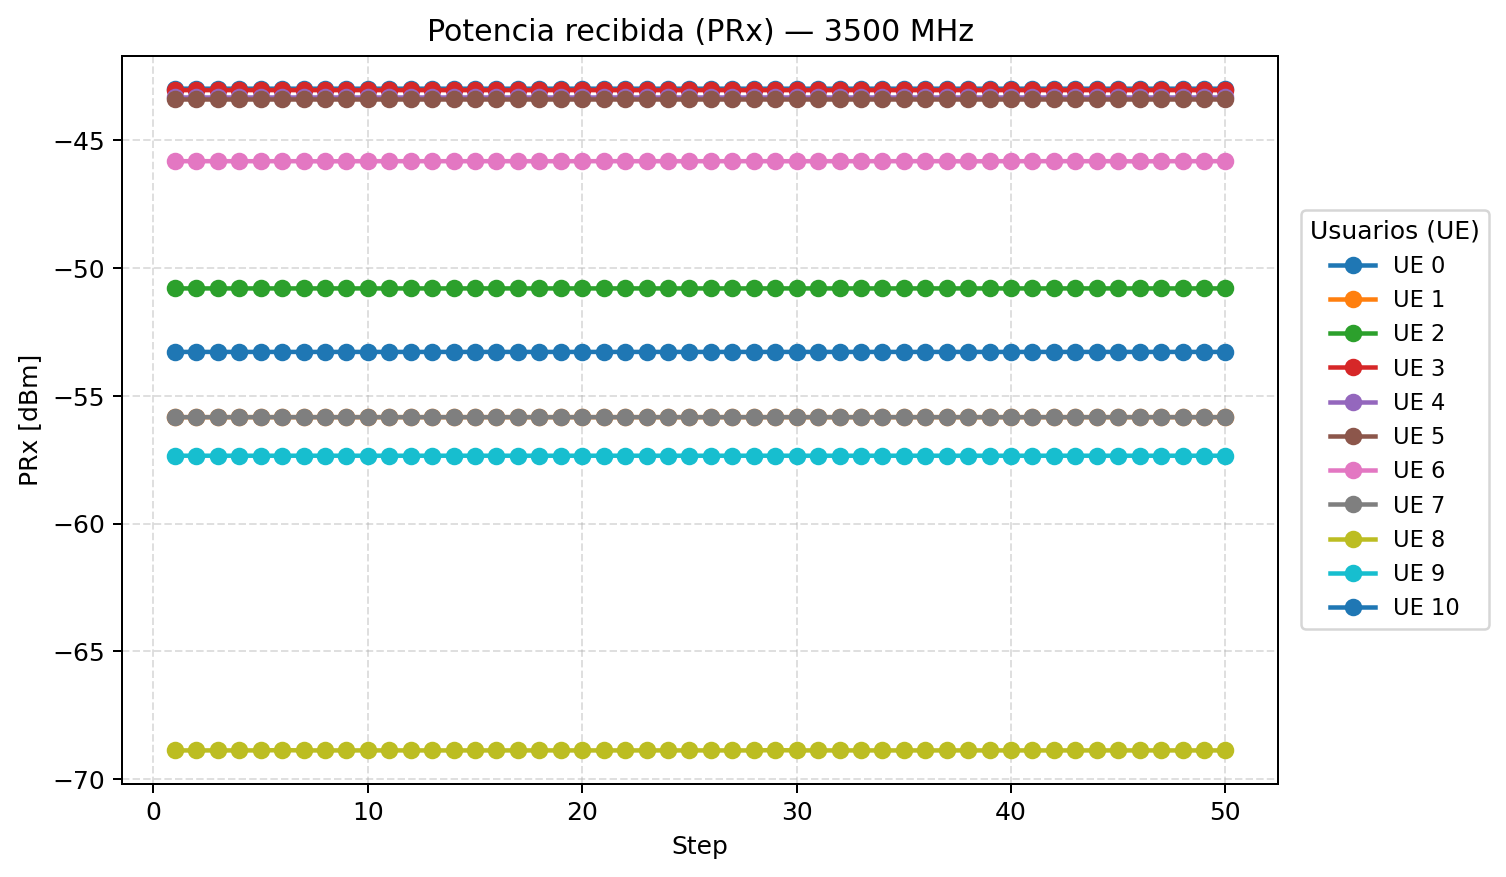 Potencia recibida (PRx) — 3500 MHz
PRx [dBm]
−45
−50
−55
−60
−65
−70
0
10
20
30
40
50
Step
Usuarios (UE)
UE 0
UE 1
UE 2
UE 3
UE 4
UE 5
UE 6
UE 7
UE 8
UE 9
UE 10